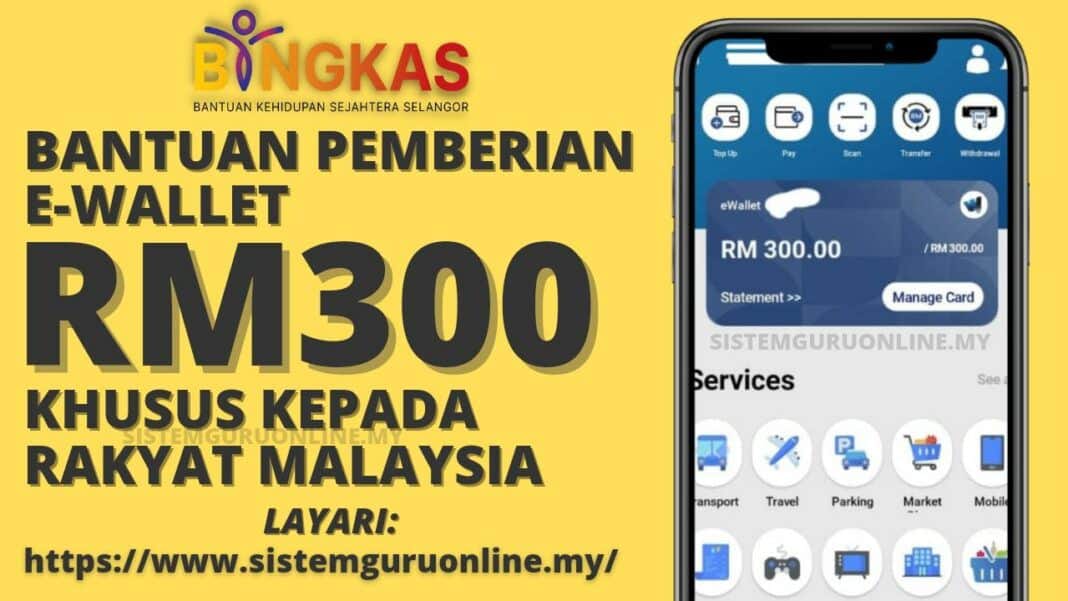 BINGKAS
BANTUAN KEHIDUPAN SEJAHTERA SELANGOR
BANTUAN PEMBERIAN
E-WALLET
RM300
KHUSUS KEPADA
SISTEMGURUONLINE.MY
RAKYAT MALAYSIA
LAYARI:
https://www.sistemguruonline.my/
Top Up Pay Scan Transfer Withdrawal
eWallet
RM 300.00 / RM 300.00
Statement >> Manage Card
SISTEMGURUONLINE.MY
Services See a
ransport Travel Parking Market Mobile